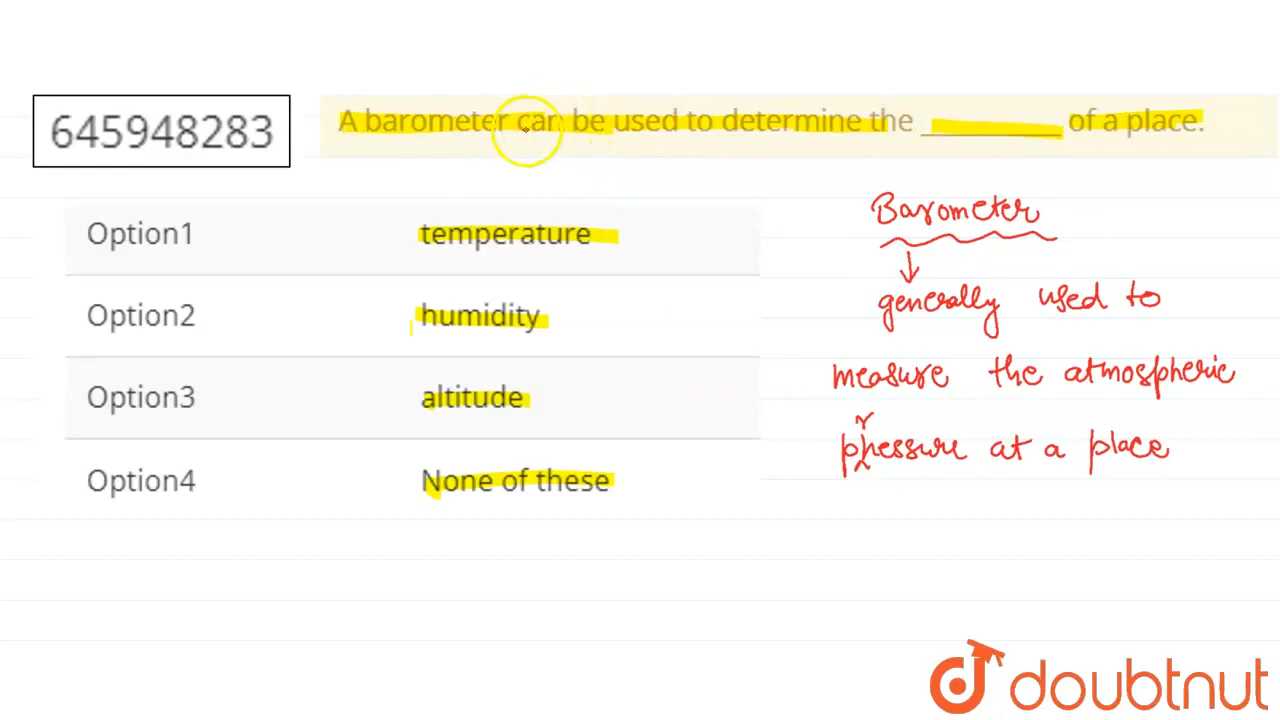 645948283
A barometer can be used to determine the __________ of a place.
Option1 temperature
Option2 humidity
Option3 altitude
Option4 None of these
Barometer
generally used to
measure the atmospheric
pressure at a place
doubtnut